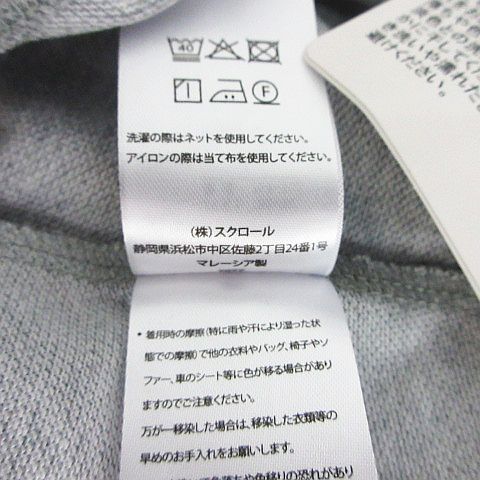 40
F
洗濯の際はネットを使用してください。
アイロンの際は当て布を使用してください。
(株)スクロール
静岡県浜松市中区佐藤2丁目24番1号
マレーシア製
• 着用時の摩擦(特に雨や汗により湿った状
態での摩擦)で他の衣料やバッグ、椅子やソ
ファー、車のシート等に色が移る場合があり
ますのでご注意ください。
万が一移染した場合は、移染した衣類等の
早めのお手入れをお願いします。
避けください。